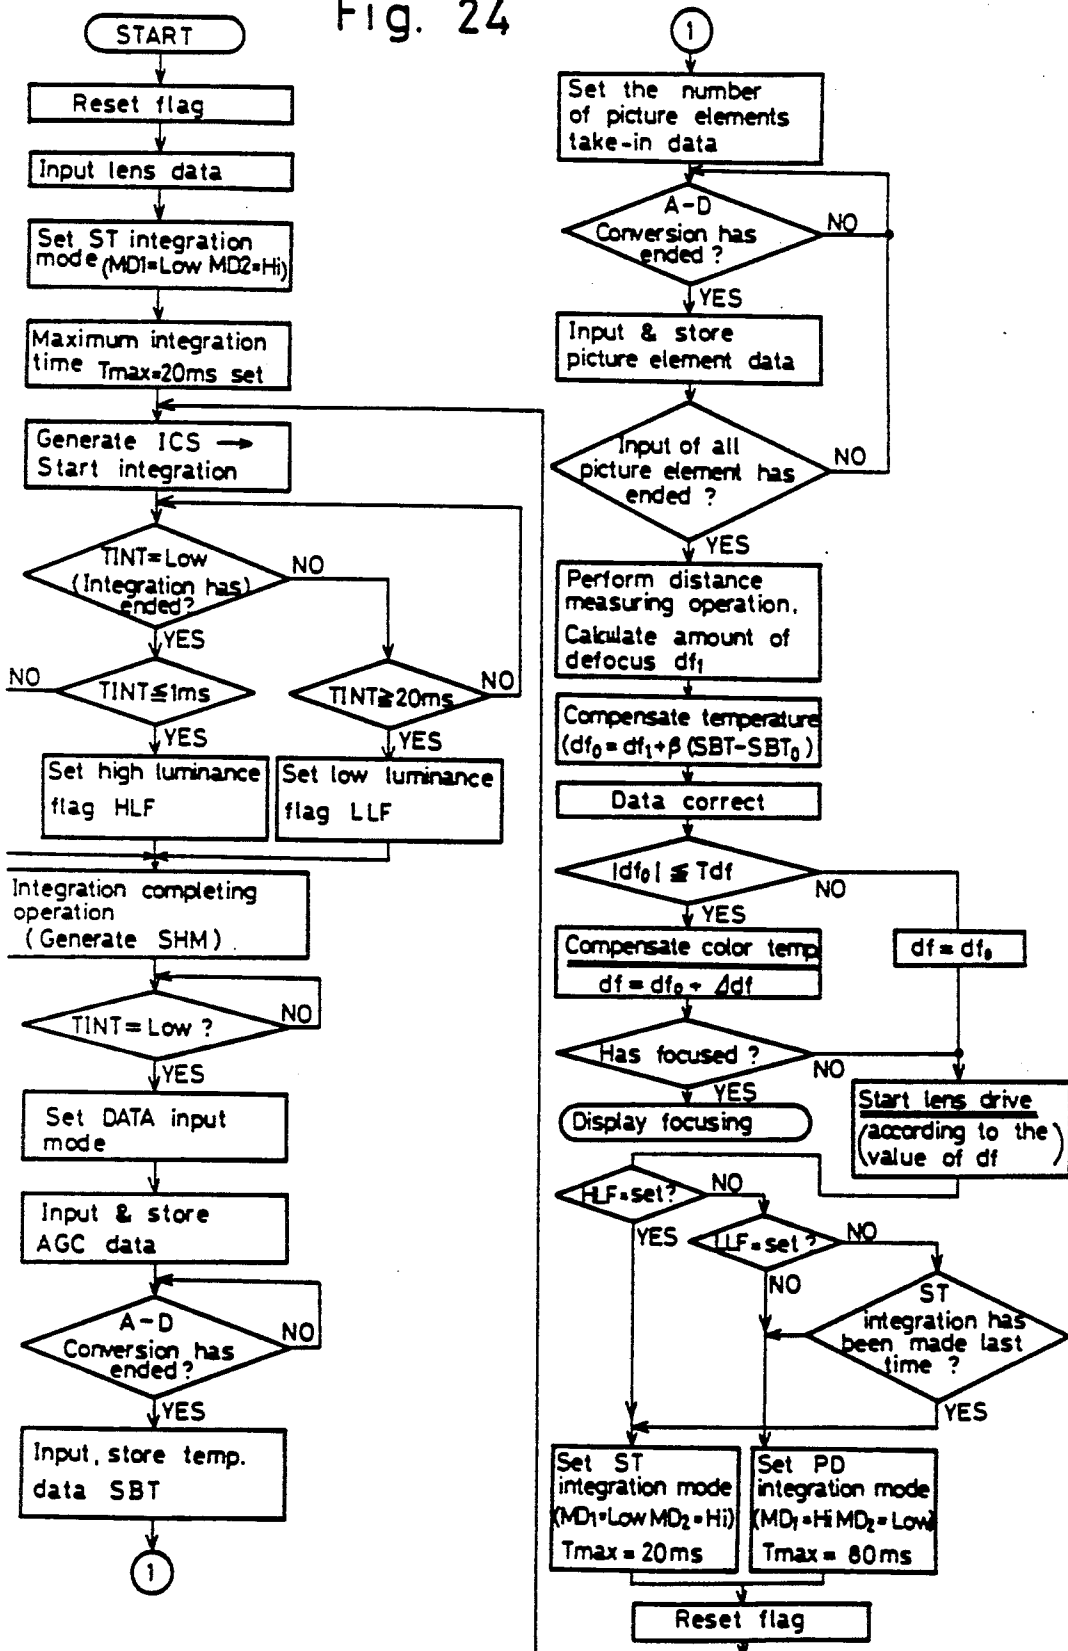 Fig. 24
START
Reset flag
Input lens data
Set ST integration
mode (MD1=Low MD2=Hi)
Maximum integration
time Tmax=20ms set
Generate ICS →
Start integration
TINT=Low
(Integration has)
ended?
NO
YES
NO
TINT≦1ms
TINT≧20ms
NO
YES
YES
Set high luminance
flag HLF
Set low luminance
flag LLF
Integration completing
operation
(Generate SHM)
TINT=Low ?
NO
YES
Set DATA input
mode
Input & store
AGC data
A-D
Conversion has
ended?
NO
YES
Input, store temp.
data SBT
1
1
Set the number
of picture elements
take-in data
A-D
Conversion has
ended ?
NO
YES
Input & store
picture element data
Input of all
picture element has
ended ?
NO
YES
Perform distance
measuring operation.
Calculate amount of
defocus df₁
Compensate temperature
(df₀=df₁+β(SBT-SBT₀)
Data correct
|df₀| ≦ Tdf
NO
YES
Compensate color temp
df=df₀+Δdf
df=df₀
Has focused ?
NO
YES
Display focusing
Start lens drive
(according to the)
value of df
HLF=set?
NO
YES
LLF=set?
NO
NO
ST
integration has
been made last
time ?
YES
Set ST
integration mode
(MD₁=Low MD₂=Hi)
Tmax=20ms
Set PD
integration mode
(MD₁=Hi MD₂=Low)
Tmax=80ms
Reset flag